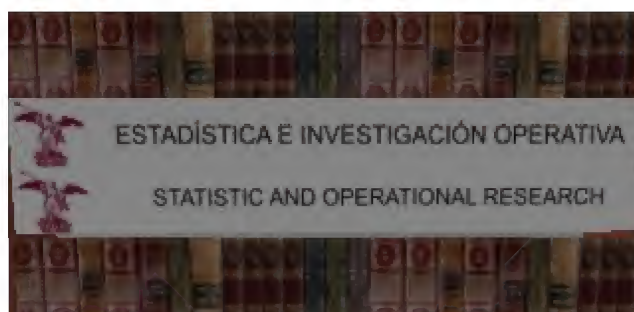 ESTADÍSTICA E INVESTIGACIÓN OPERATIVA
STATISTIC AND OPERATIONAL RESEARCH